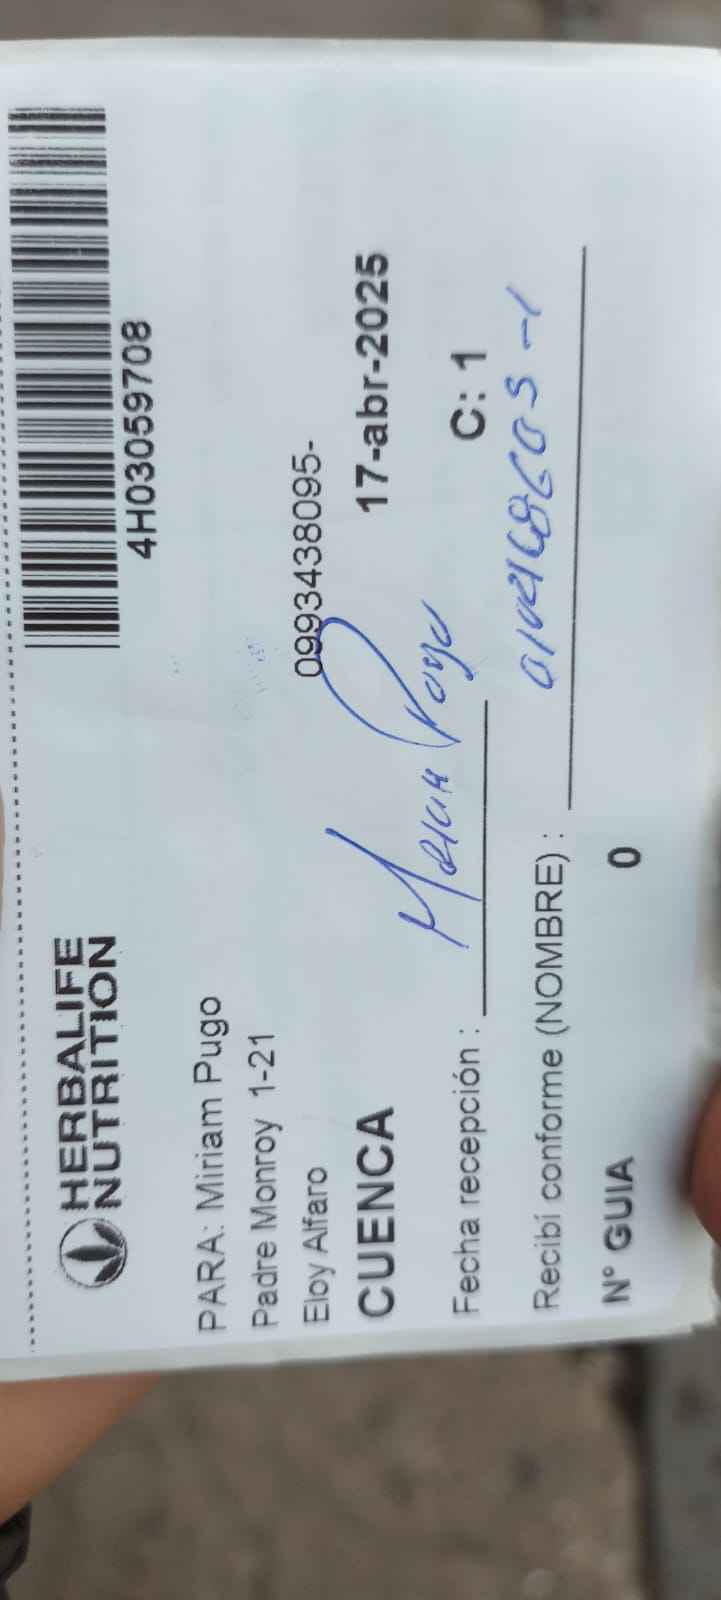 HERBALIFE
NUTRITION
4H03059708
PARA: Miriam Pugo
Padre Monroy 1-21
Eloy Alfaro
0993438095-
CUENCA
17-abr-2025
Fecha recepción :
C: 1
Recibí conforme (NOMBRE) :
N° GUIA
0